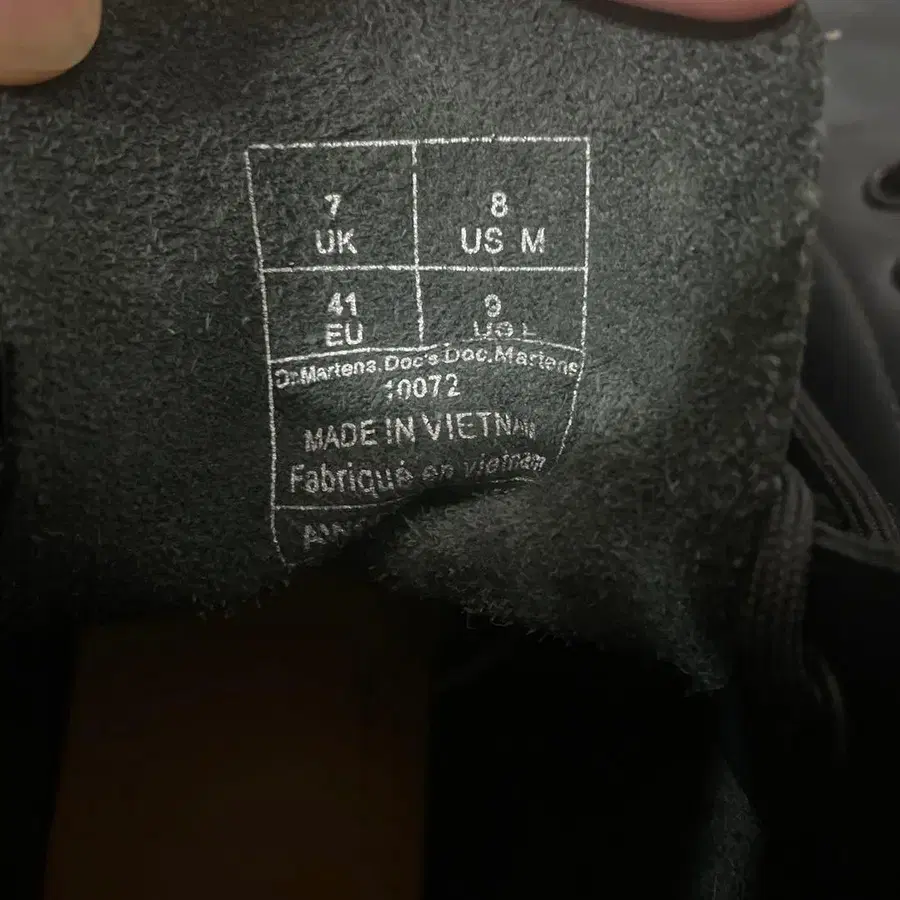 7 8
UK US M
41 9
EU US L
Dr.Martens.Doc's Doc.Martens
10072
MADE IN VIETNAM
Fabriqué en vietnam